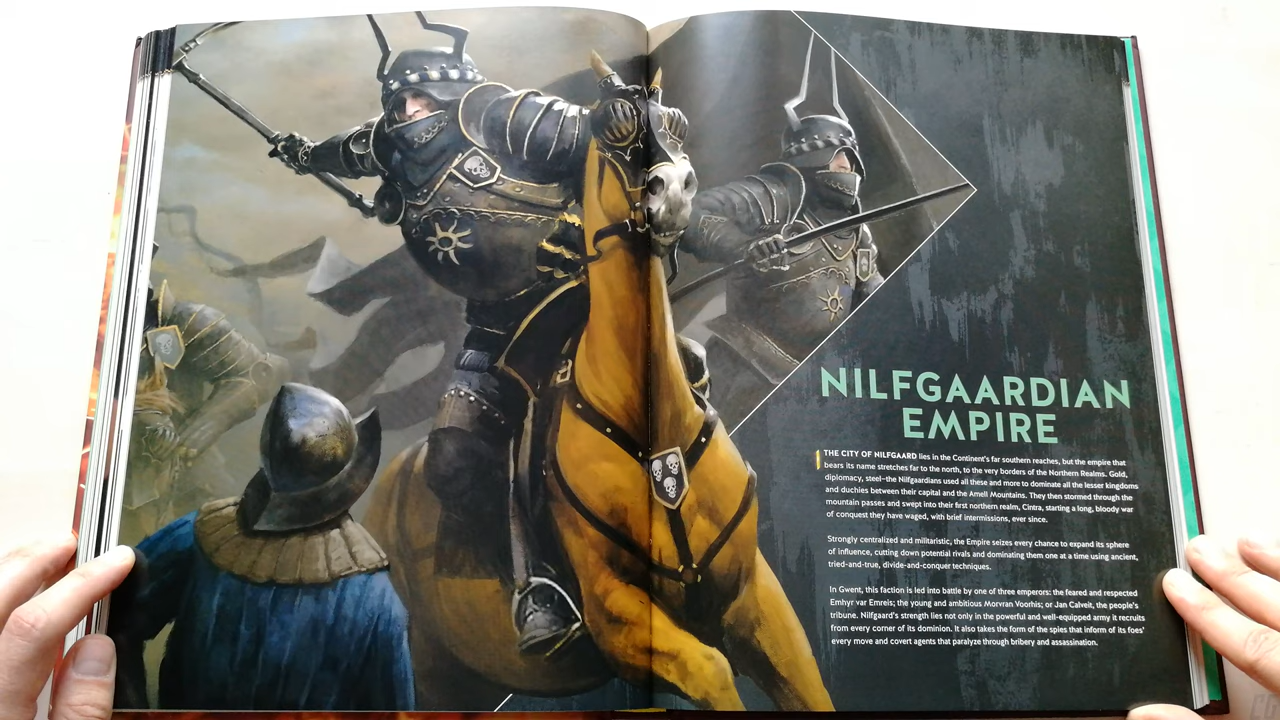 NILFGAARDIAN
EMPIRE
THE CITY OF NILFGAARD lies in the Continent's far southern reaches, but the empire that
bears its name stretches far to the north, to the very borders of the Northern Realms. Gold,
diplomacy, steel–the Nilfgaardians used all these and more to dominate all the lesser kingdoms
and duchies between their capital and the Amell Mountains. They then stormed through the
mountain passes and swept into their first northern realm, Cintra, starting a long, bloody war
of conquest they have waged, with brief intermissions, ever since.
Strongly centralized and militaristic, the Empire seizes every chance to expand its sphere
of influence, cutting down potential rivals and dominating them one at a time using ancient,
tried-and-true, divide-and-conquer techniques.
In Gwent, this faction is led into battle by one of three emperors: the feared and respected
Emhyr var Emreis; the young and ambitious Morvran Voorhis; or Jan Calveit, the people's
tribune. Nilfgaard's strength lies not only in the powerful and well-equipped army it recruits
from every corner of its dominion. It also takes the form of the spies that inform of its foes'
every move and covert agents that paralyze through bribery and assassination.